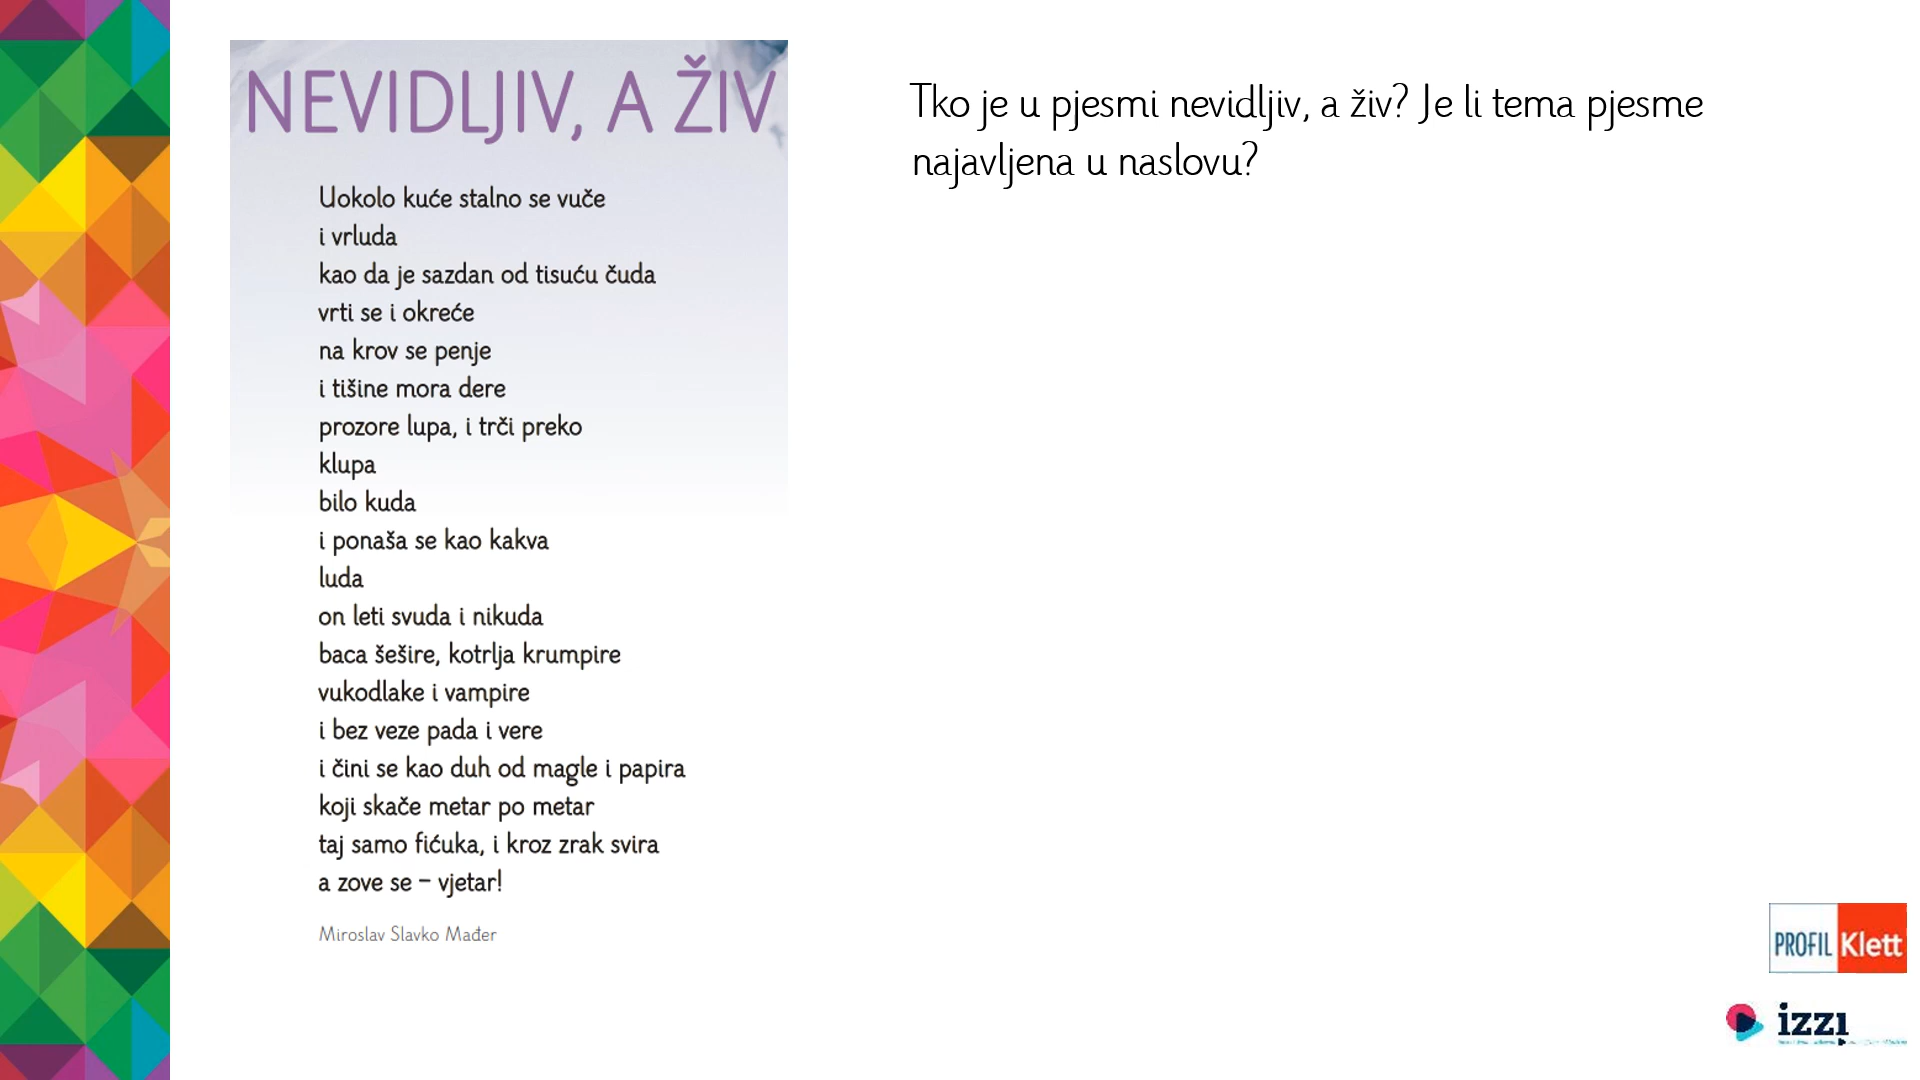 NEVIDLJIV, A ŽIV
Uokolo kuće stalno se vuče
i vrluda
kao da je sazdan od tisuću čuda
vrti se i okreće
na krov se penje
i tišine mora dere
prozore lupa, i trči preko
klupa
bilo kuda
i ponaša se kao kakva
luda
on leti svuda i nikuda
baca šešire, kotrlja krumpire
vukodlake i vampire
i bez veze pada i vere
i čini se kao duh od magle i papira
koji skače metar po metar
taj samo fićuka, i kroz zrak svira
a zove se – vjetar!
Miroslav Slavko Mađer
Tko je u pjesmi nevidljiv, a živ? Je li tema pjesme
najavljena u naslovu?
PROFIL Klett
izzi